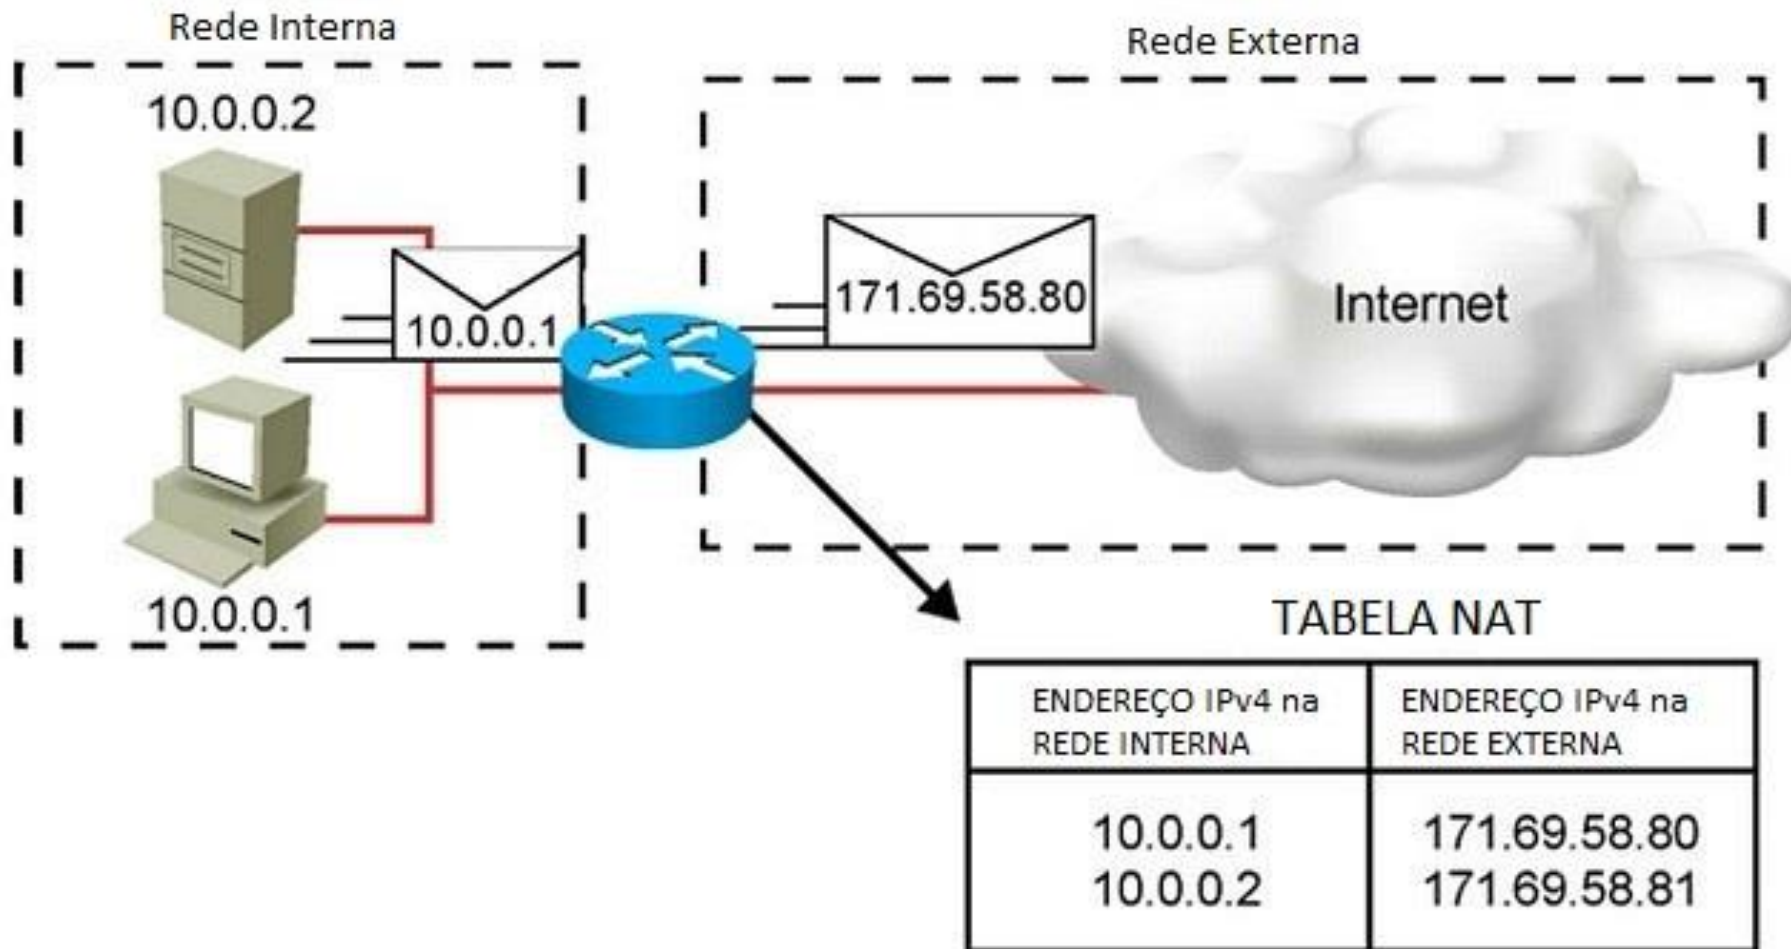 Rede Interna
Rede Externa
10.0.0.2
10.0.0.1
171.69.58.80
Internet
10.0.0.1
TABELA NAT
ENDEREÇO IPv4 na
REDE INTERNA
ENDEREÇO IPv4 na
REDE EXTERNA
10.0.0.1
171.69.58.80
10.0.0.2
171.69.58.81